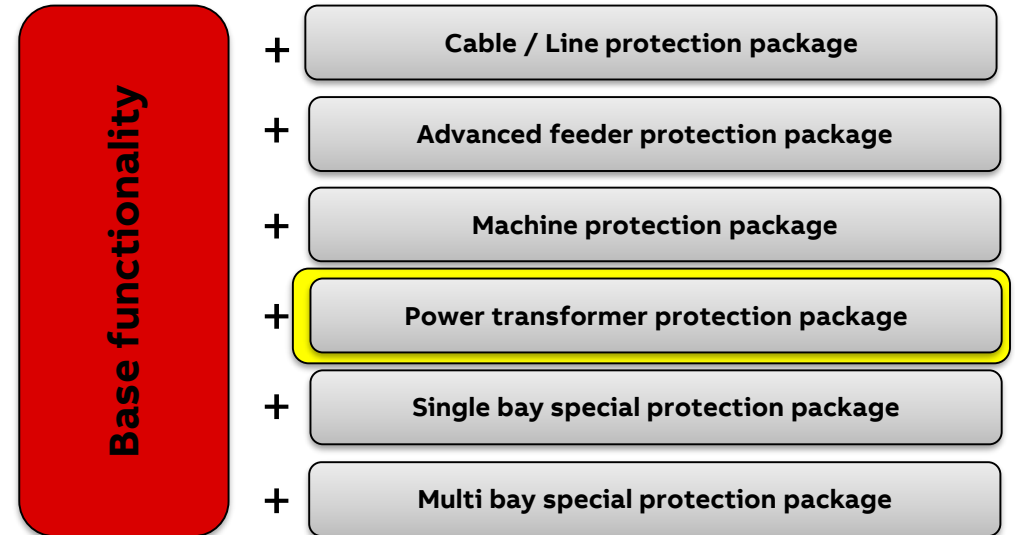 Base functionality
+ Cable / Line protection package
+ Advanced feeder protection package
+ Machine protection package
+ Power transformer protection package
+ Single bay special protection package
+ Multi bay special protection package